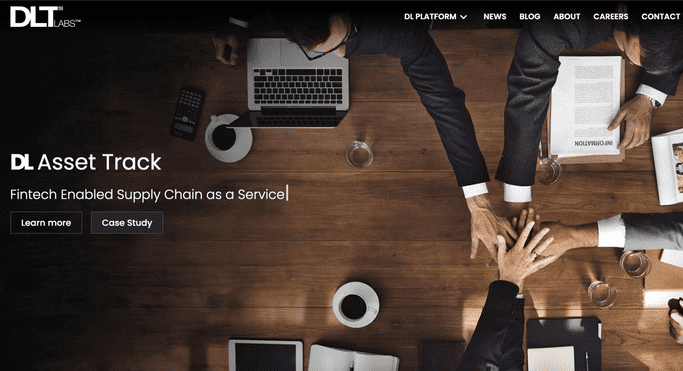 DLT LABS™
DL PLATFORM NEWS BLOG ABOUT CAREERS CONTACT
INFORMATION
DL Asset Track
Fintech Enabled Supply Chain as a Service
Learn more Case Study